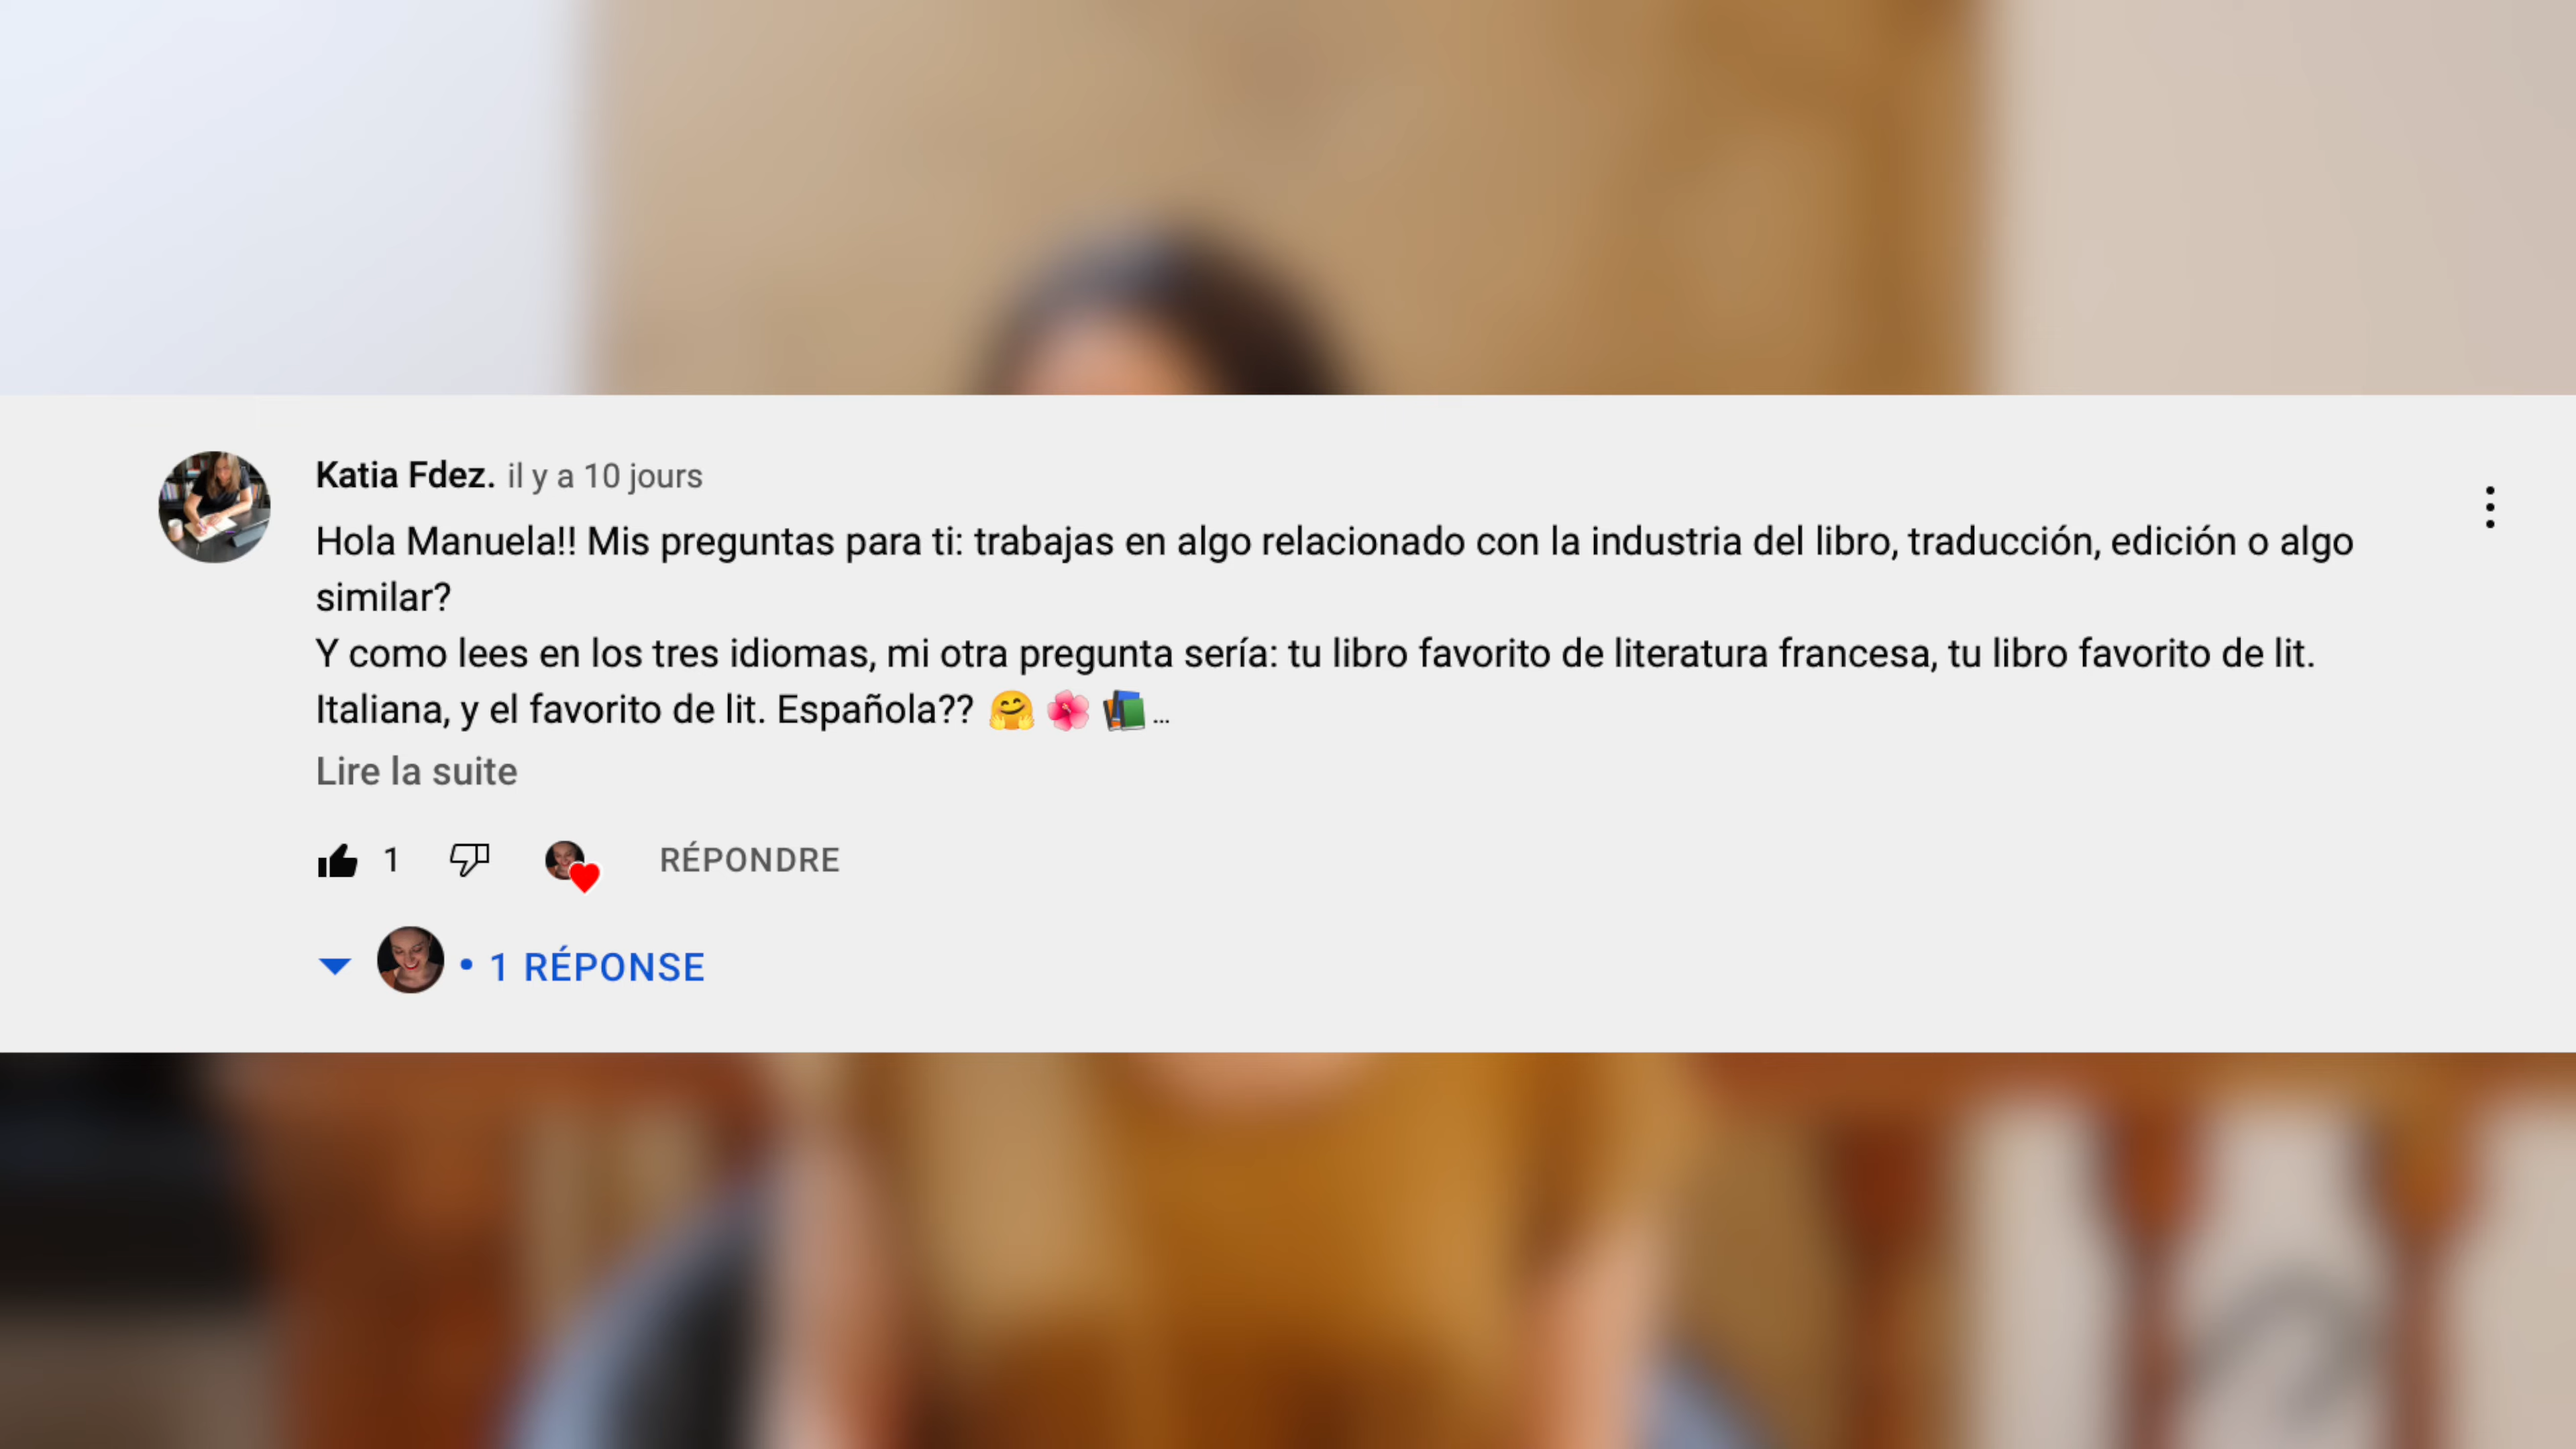 Katia Fdez. il y a 10 jours
Hola Manuela!! Mis preguntas para ti: trabajas en algo relacionado con la industria del libro, traducción, edición o algo
similar?
Y como lees en los tres idiomas, mi otra pregunta sería: tu libro favorito de literatura francesa, tu libro favorito de lit.
Italiana, y el favorito de lit. Española?? 🤗 🌺 📚 ...
Lire la suite
1 RÉPONDRE
• 1 RÉPONSE